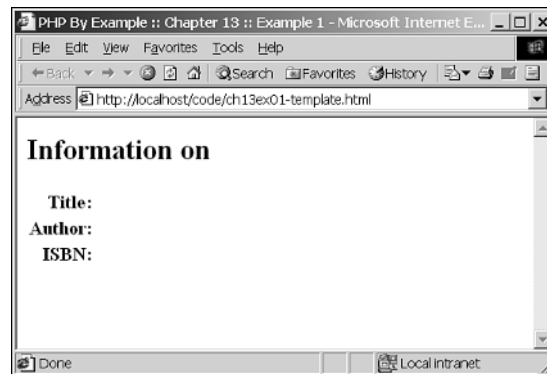 PHP By Example :: Chapter 13 :: Example 1 - Microsoft Internet E...
File Edit View Favorites Tools Help
Back Search Favorites History
Address http://localhost/code/ch13ex01-template.html
Information on
Title:
Author:
ISBN:
Done Local intranet